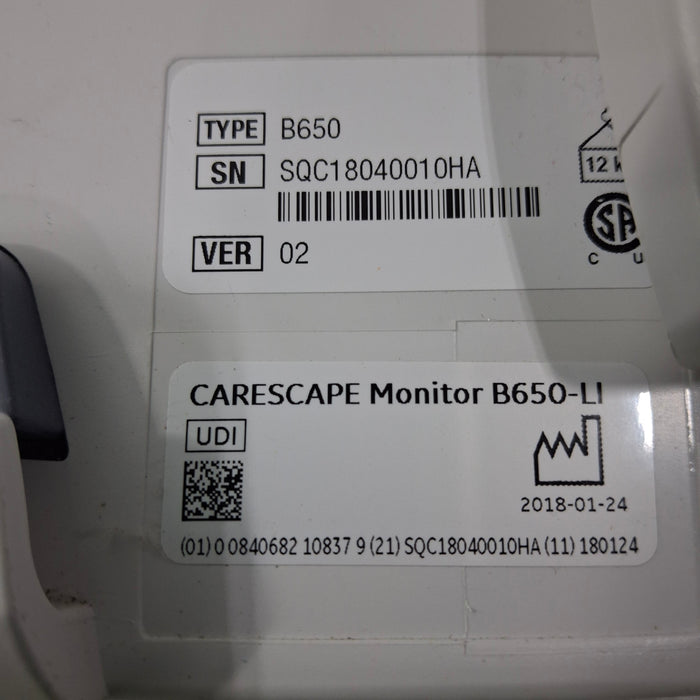 TYPE B650
SN SQC18040010HA
12 k
SA
C U
VER 02
CARESCAPE Monitor B650-LI
UDI
2018-01-24
(01) 0 0840682 10837 9 (21) SQC18040010HA (11) 180124